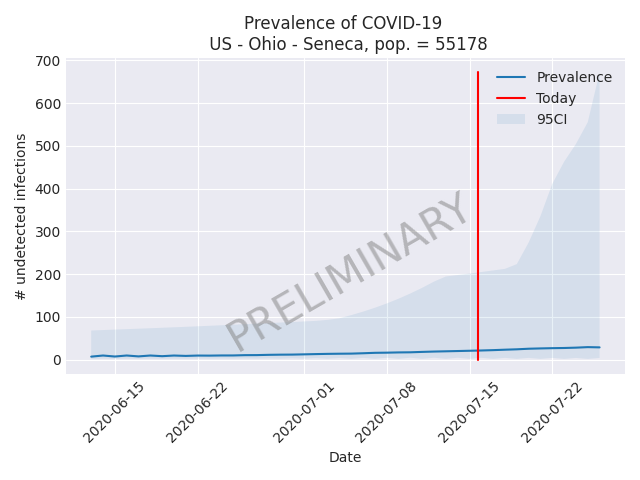 Prevalence of COVID-19
US - Ohio - Seneca, pop. = 55178
700
600
500
400
300
200
100
0
# undetected infections
Prevalence
Today
95CI
PRELIMINARY
2020-06-15
2020-06-22
2020-07-01
2020-07-08
2020-07-15
2020-07-22
Date